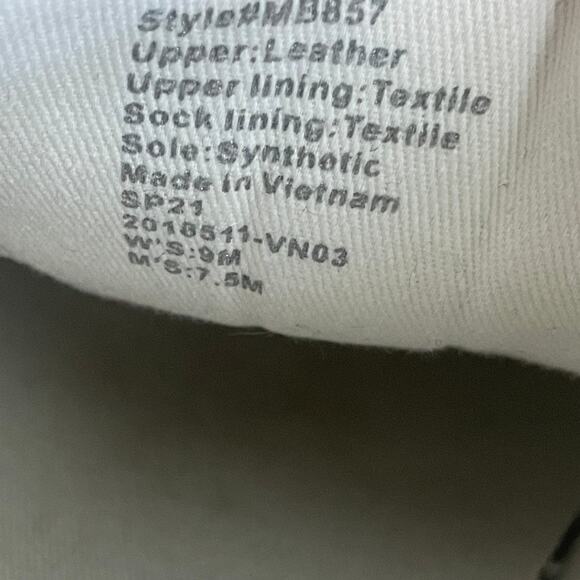 Style#MB857
Upper:Leather
Upper lining:Textile
Sock lining:Textile
Sole:Synthetic
Made in Vietnam
SP21
2018511-VN03
W'S:9M
M'S:7.5M